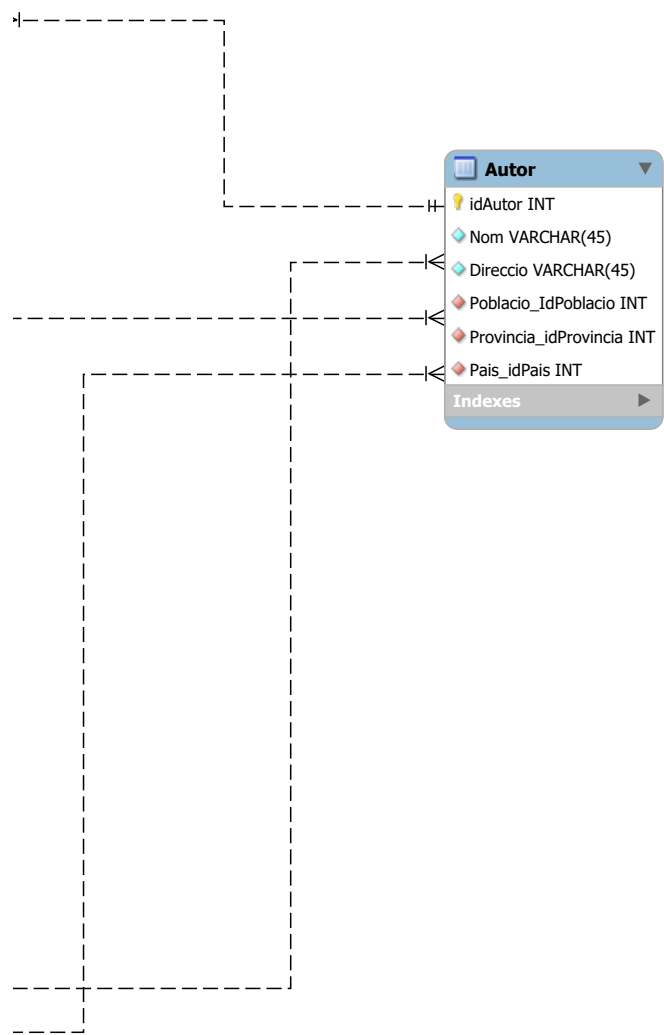 Autor
idAutor INT
Nom VARCHAR(45)
Direccio VARCHAR(45)
Poblacio_IdPoblacio INT
Provincia_idProvincia INT
Pais_idPais INT
Indexes